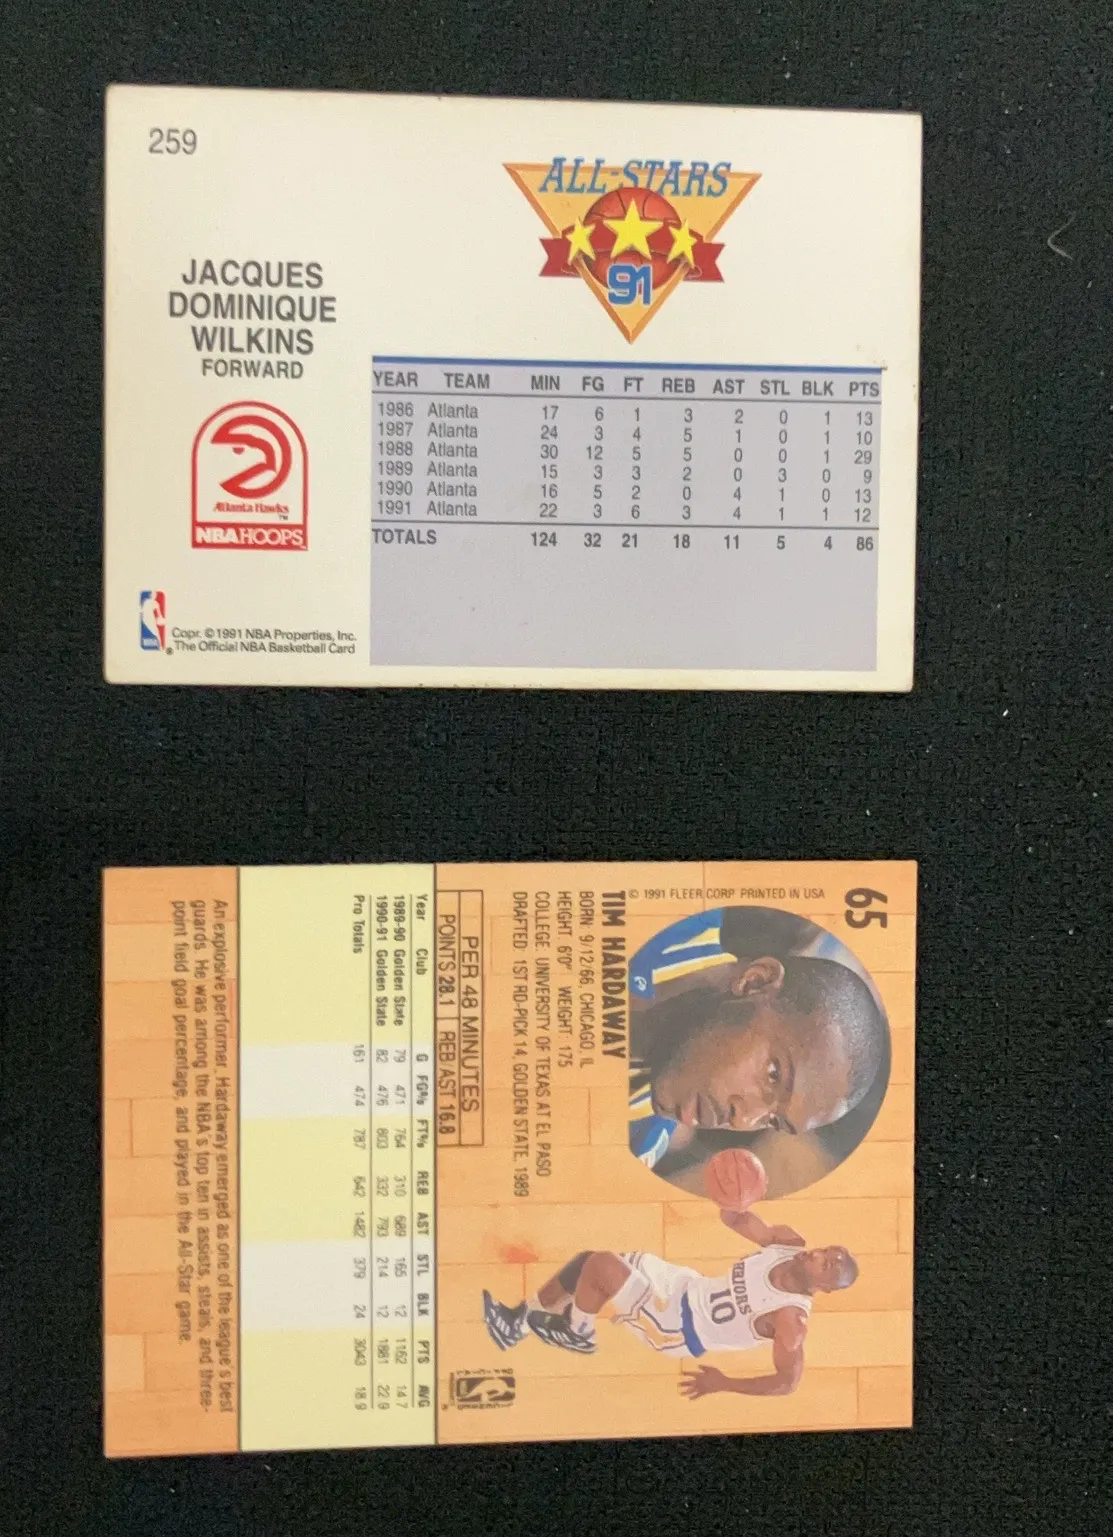 259
ALL-STARS
91
JACQUES
DOMINIQUE
WILKINS
FORWARD
Atlanta Hawks
TM
NBA HOOPS
YEAR TEAM MIN FG FT REB AST STL BLK PTS
1986 Atlanta 17 6 1 3 2 0 1 13
1987 Atlanta 24 3 4 5 1 0 1 10
1988 Atlanta 30 12 5 5 0 0 1 29
1989 Atlanta 15 3 3 2 0 3 0 9
1990 Atlanta 16 5 2 0 4 1 0 13
1991 Atlanta 22 3 6 3 4 1 1 12
TOTALS 124 32 21 18 11 5 4 86
NBA
®
Copr. © 1991 NBA Properties, Inc.
The Official NBA Basketball Card
65
© 1991 FLEER CORP. PRINTED IN USA
TIM HARDAWAY
BORN: 9/12/66, CHICAGO, IL
HEIGHT: 6'0" WEIGHT: 175
COLLEGE: UNIVERSITY OF TEXAS AT EL PASO
DRAFTED: 1ST RD-PICK 14, GOLDEN STATE, 1989
RIORS
10
PER 48 MINUTES
POINTS 28.1 REB/AST 16.8
Year Club G FG% FT% REB AST STL BLK PTS AVG
1989-90 Golden State 79 .471 .764 310 689 165 12 1162 14.7
1990-91 Golden State 82 .476 .803 332 793 214 12 1881 22.9
Pro Totals 161 .474 .787 642 1482 379 24 3043 18.9
An explosive performer, Hardaway emerged as one of the league's best
guards. He was among the NBA's top ten in assists, steals, and three-
point field goal percentage, and played in the All-Star game.